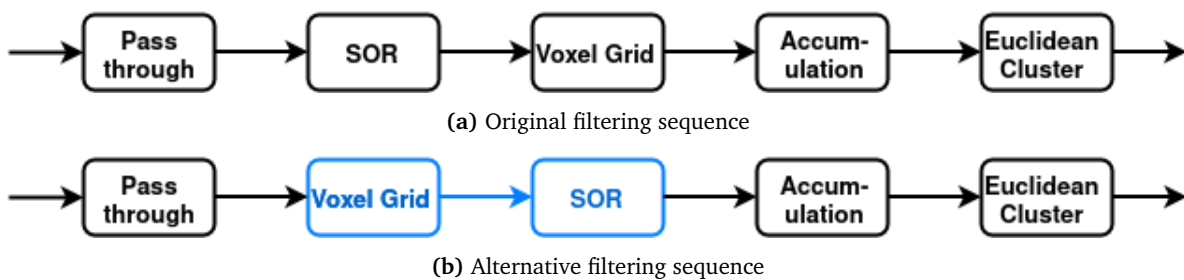 Pass through
SOR
Voxel Grid
Accum-ulation
Euclidean Cluster
(a) Original filtering sequence
Pass through
Voxel Grid
SOR
Accum-ulation
Euclidean Cluster
(b) Alternative filtering sequence